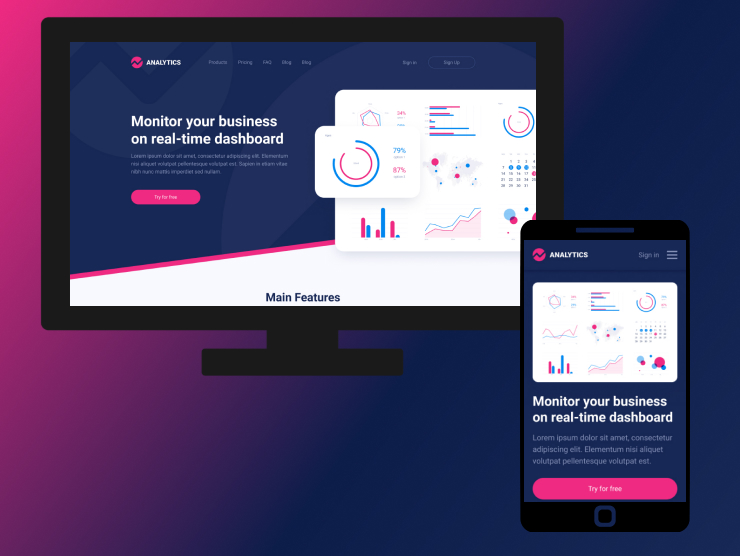 ANALYTICS
Products Pricing FAQ Blog Blog
Sign in Sign Up
Monitor your business
on real-time dashboard
Lorem ipsum dolor sit amet, consectetur adipiscing elit. Elementum
nisi aliquet volutpat pellentesque volutpat est. Sapien in etiam vitae
nibh nunc mattis imperdiet sed nullam.
Try for free
34%
79%
87%
Main Features
ANALYTICS
Sign in
Monitor your business
on real-time dashboard
Lorem ipsum dolor sit amet, consectetur
adipiscing elit. Elementum nisi aliquet
volutpat pellentesque volutpat est.
Try for free